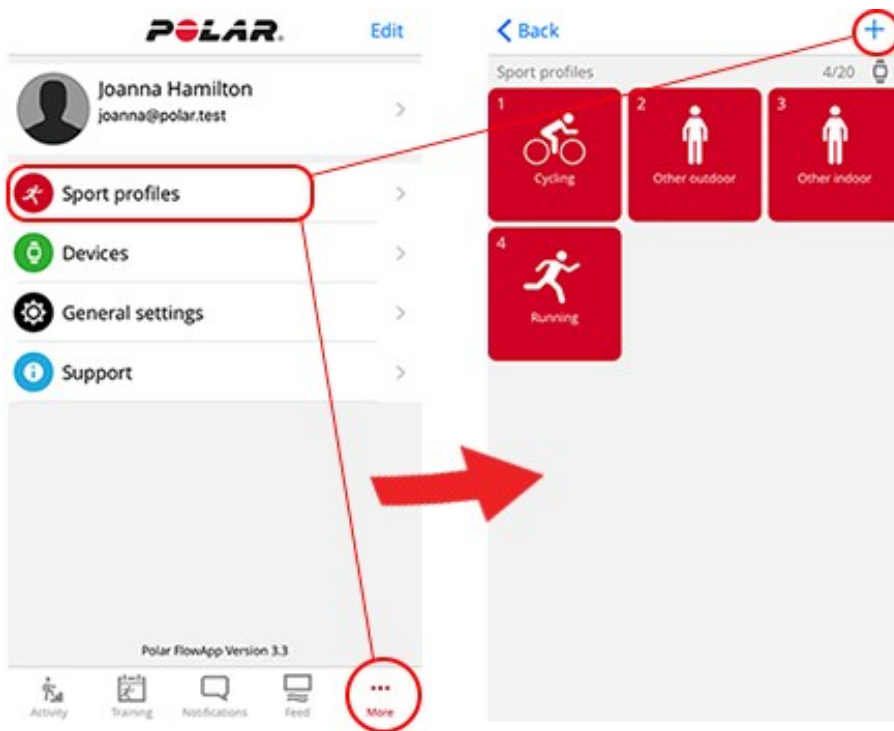 POLAR.
Edit
Joanna Hamilton
joanna@polar.test
Sport profiles
Devices
General settings
Support
Polar FlowApp Version 3.3
Activity
Training
Notifications
Feed
More
Back
Sport profiles
4/20
1
Cycling
2
Other outdoor
3
Other indoor
4
Running